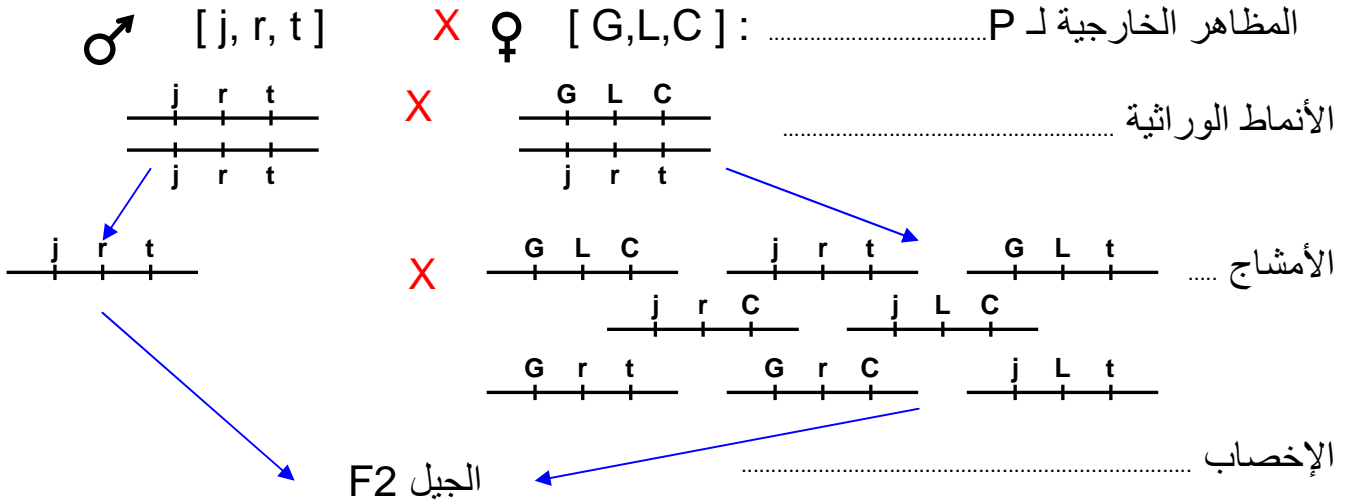 المظاهر الخارجية لـ P.................................. : [ G,L,C ] ♀ X [ j, r, t ] ♂
j r t
G L C
الأنماط الوراثية .................................................... X
j r t
j r t
j r t
G L C
j r t
G L t
الأمشاج ..... X
j r C
j L C
G r t
G r C
j L t
الإخصاب ......................................................................
الجيل F2